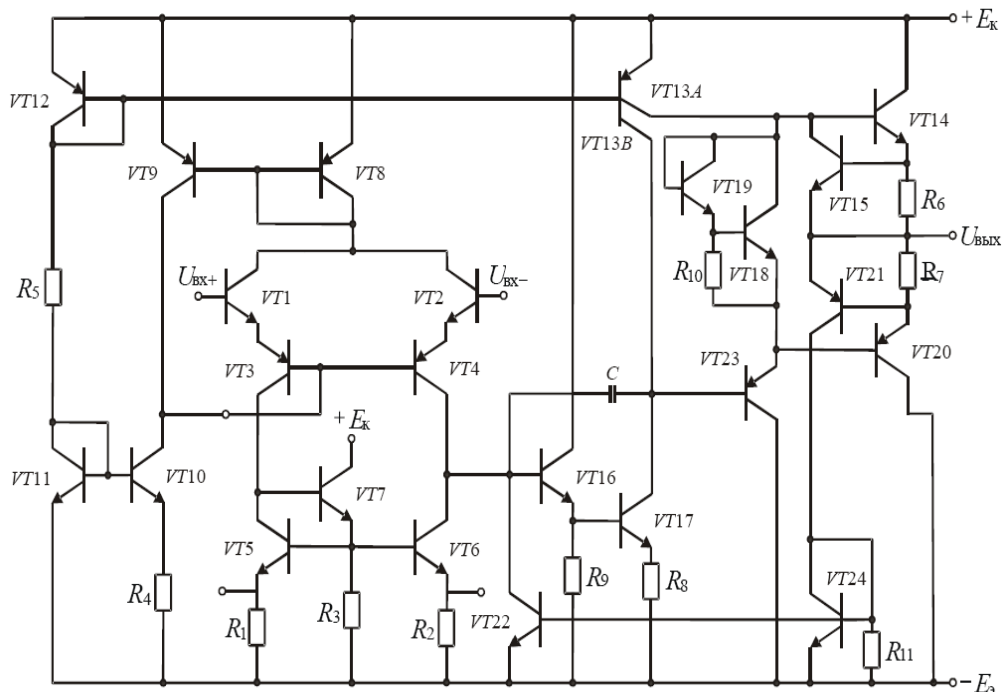 + Eк
VT12
VT13A
VT14
VT13B
VT9
VT8
VT19
VT15
R6
Uвх+
Uвх−
R10
VT18
Uвых
R5
VT1
VT2
VT21
R7
VT3
VT4
C
VT23
VT20
+ Eк
VT11
VT10
VT7
VT16
VT17
VT5
VT6
R9
R8
VT24
R4
R1
R3
R2
VT22
R11
− Eэ